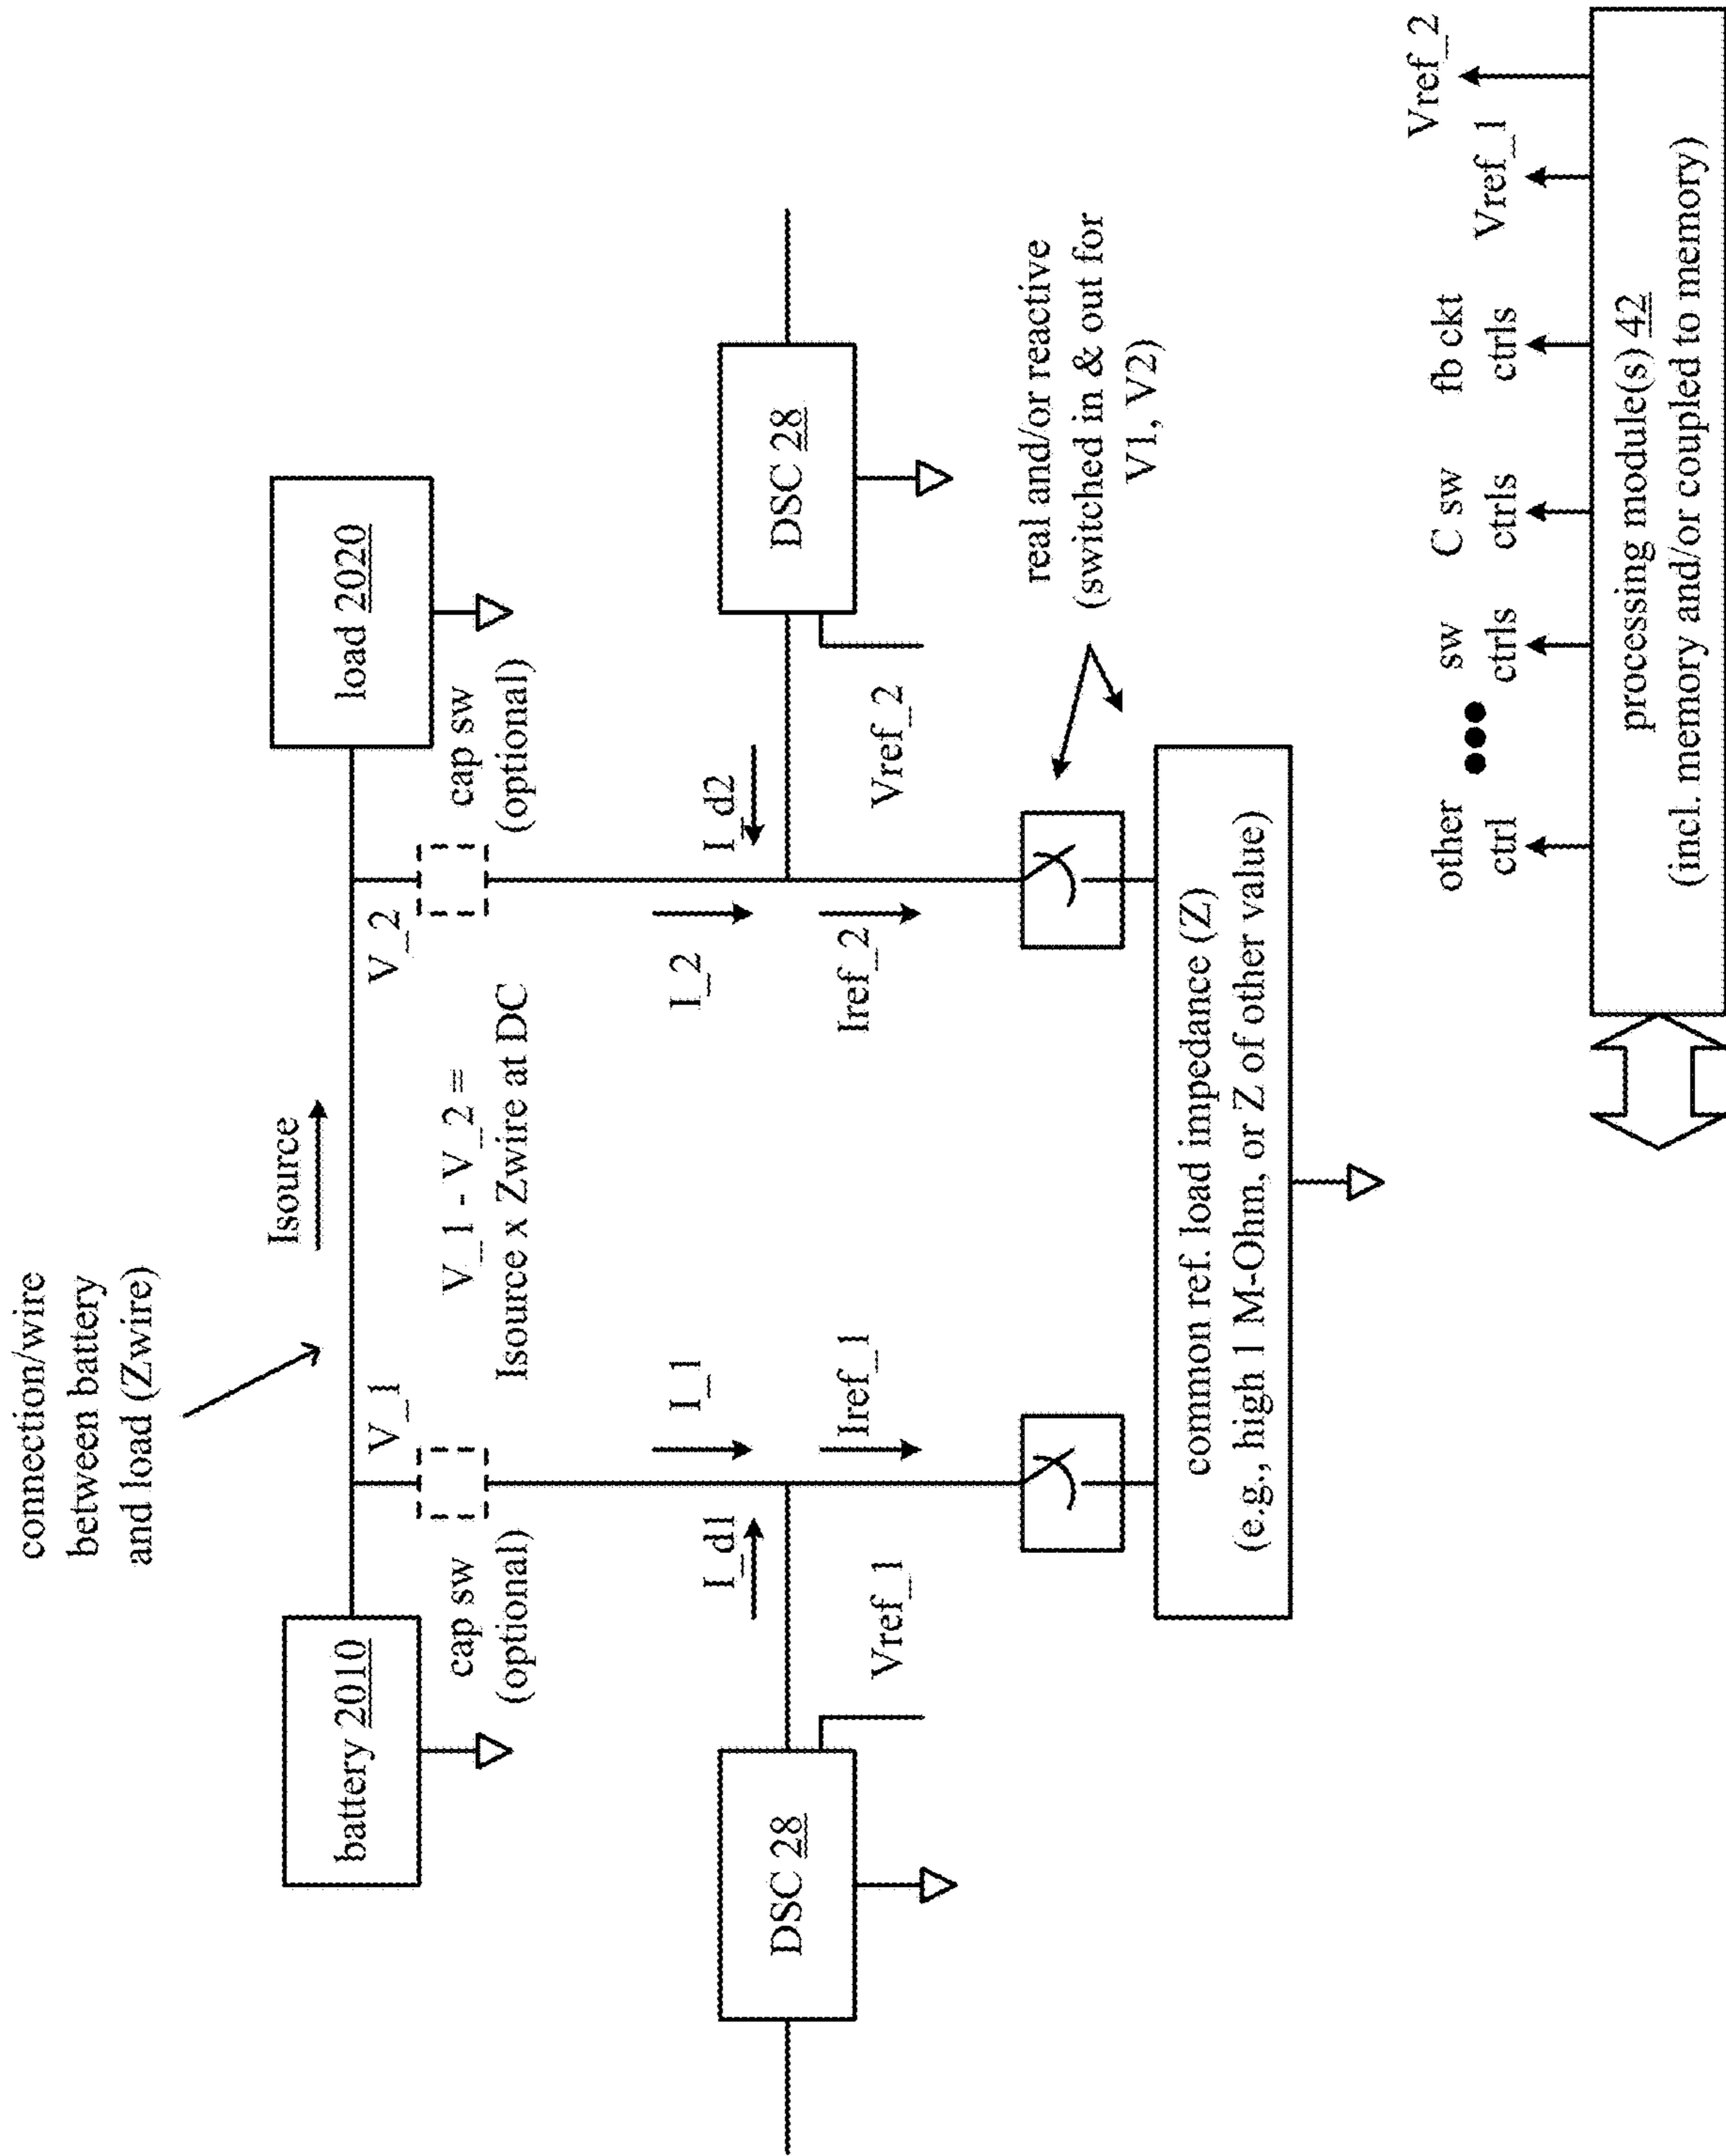 connection/wire
between battery
and load (Zwire)
Isource
battery 2010
load 2020
V_1
V_2
cap sw
(optional)
V_1 - V_2 =
Isource x Zwire at DC
cap sw
(optional)
I_1
I_2
I_d1
I_d2
DSC 28
DSC 28
Vref_1
Iref_1
Iref_2
Vref_2
real and/or reactive
(switched in & out for
V1, V2)
common ref. load impedance (Z)
(e.g., high 1 M-Ohm, or Z of other value)
other
ctrl
sw
ctrls
C sw
ctrls
fb ckt
ctrls
Vref_1
Vref_2
processing module(s) 42
(incl. memory and/or coupled to memory)